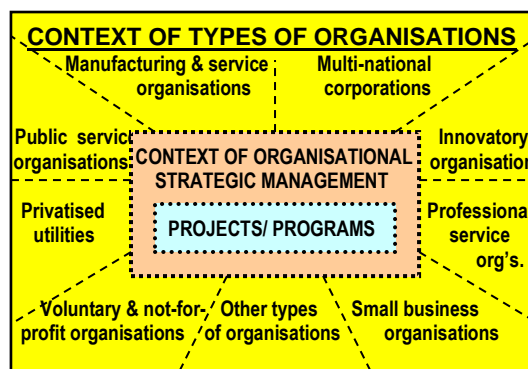 CONTEXT OF TYPES OF ORGANISATIONS
Manufacturing & service
organisations
Multi-national
corporations
Public service
organisations
Innovatory
organisation
Privatised
utilities
Professional
service
org's.
CONTEXT OF ORGANISATIONAL
STRATEGIC MANAGEMENT
PROJECTS/ PROGRAMS
Voluntary & not-for-
profit organisations
Other types
of organisations
Small business
organisations